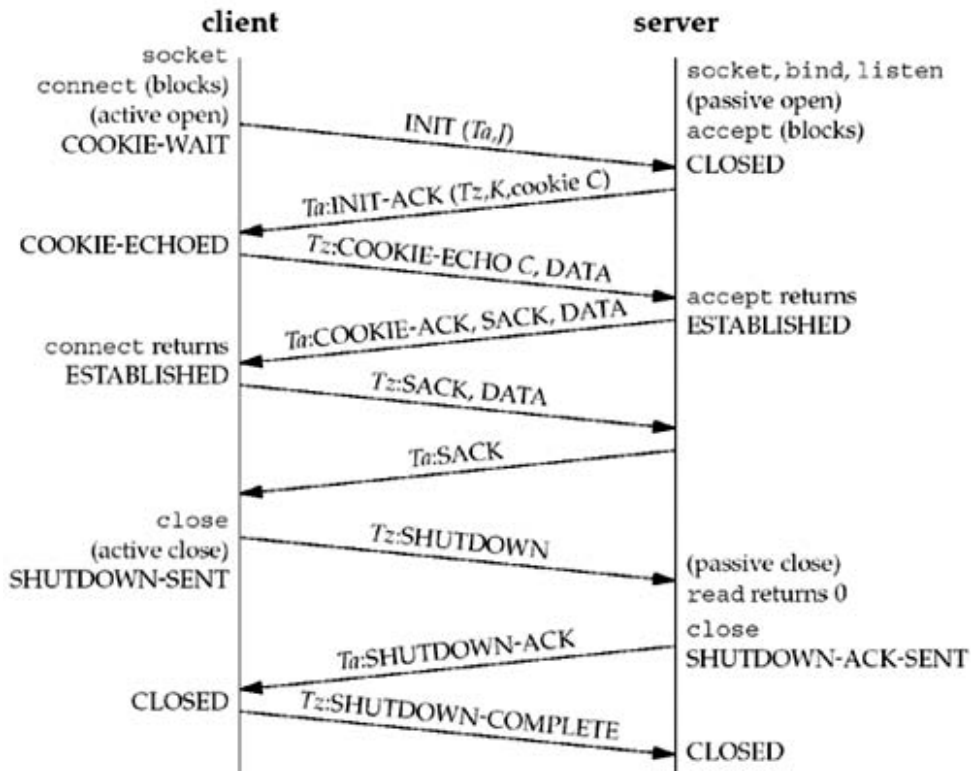 client
server
socket
connect (blocks)
(active open)
COOKIE-WAIT
socket, bind, listen
(passive open)
accept (blocks)
CLOSED
INIT (Ta,J)
Ta:INIT-ACK (Tz,K,cookie C)
COOKIE-ECHOED
Tz:COOKIE-ECHO C, DATA
accept returns
ESTABLISHED
Ta:COOKIE-ACK, SACK, DATA
connect returns
ESTABLISHED
Tz:SACK, DATA
Ta:SACK
close
(active close)
SHUTDOWN-SENT
Tz:SHUTDOWN
(passive close)
read returns 0
close
SHUTDOWN-ACK-SENT
Ta:SHUTDOWN-ACK
CLOSED
Tz:SHUTDOWN-COMPLETE
CLOSED